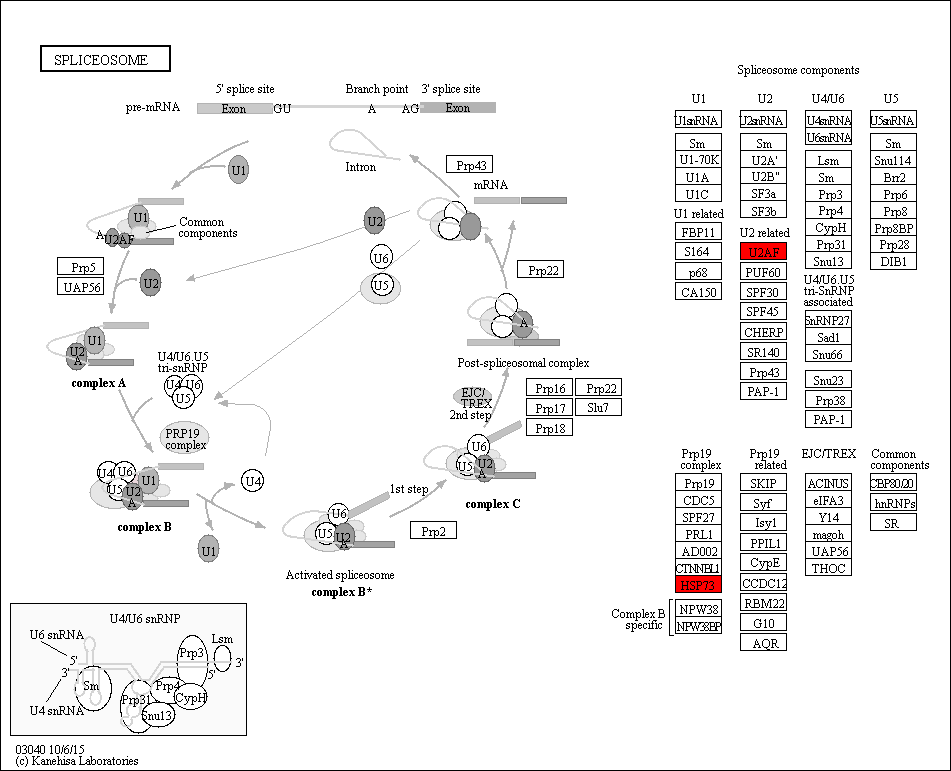 SPLICEOSOME
5' splice site
Branch point
3' splice site
pre-mRNA
Exon
GU
A
AG
Exon
U1
Intron
Prp43
mRNA
U1
A
U2AF
Common
components
U2
U6
U5
Prp5
UAP56
U2
Prp22
A
U1
U2
A
complex A
U4/U6.U5
tri-snRNP
U4
U6
U5
Post-spliceosomal complex
EJC/
TREX
2nd step
Prp16
Prp22
Prp17
Slu7
Prp18
PRP19
complex
U4
U6
U5
U1
U2
A
complex B
U4
U1
U6
U5
U2
A
complex C
1st step
U6
U5
U2
A
Prp2
Activated spliceosome
complex B*
U4/U6 snRNP
U6 snRNA
5'
3'
Sm
U4 snRNA
Prp3
Lsm
3'
5'
Prp4
Prp31
CypH
Snu13
03040 10/6/15
(c) Kanehisa Laboratories
Spliceosome components
U1
U1snRNA
Sm
U1-70K
U1A
U1C
U1 related
FBP11
S164
p68
CA150
U2
U2snRNA
Sm
U2A'
U2B"
SF3a
SF3b
U2 related
U2AF
PUF60
SPF30
SPF45
CHERP
SR140
Prp43
PAP-1
U4/U6
U4snRNA
U6snRNA
Lsm
Sm
Prp3
Prp4
CypH
Prp31
Snu13
U4/U6.U5
tri-SnRNP
associated
SnRNP27
Sad1
Snu66
Snu23
Prp38
PAP-1
U5
U5snRNA
Sm
Snu114
Brr2
Prp6
Prp8
Prp8BP
Prp28
DIB1
Prp19
complex
Prp19
CDC5
SPF27
PRL1
AD002
CTNNBL1
HSP73
Complex B
specific
NPW38
NPW38BP
Prp19
related
SKIP
Syf
Isy1
PPIL1
CypE
CCDC12
RBM22
G10
AQR
EJC/TREX
ACINUS
eIFA3
Y14
magoh
UAP56
THOC
Common
components
CBP80/20
hnRNPs
SR